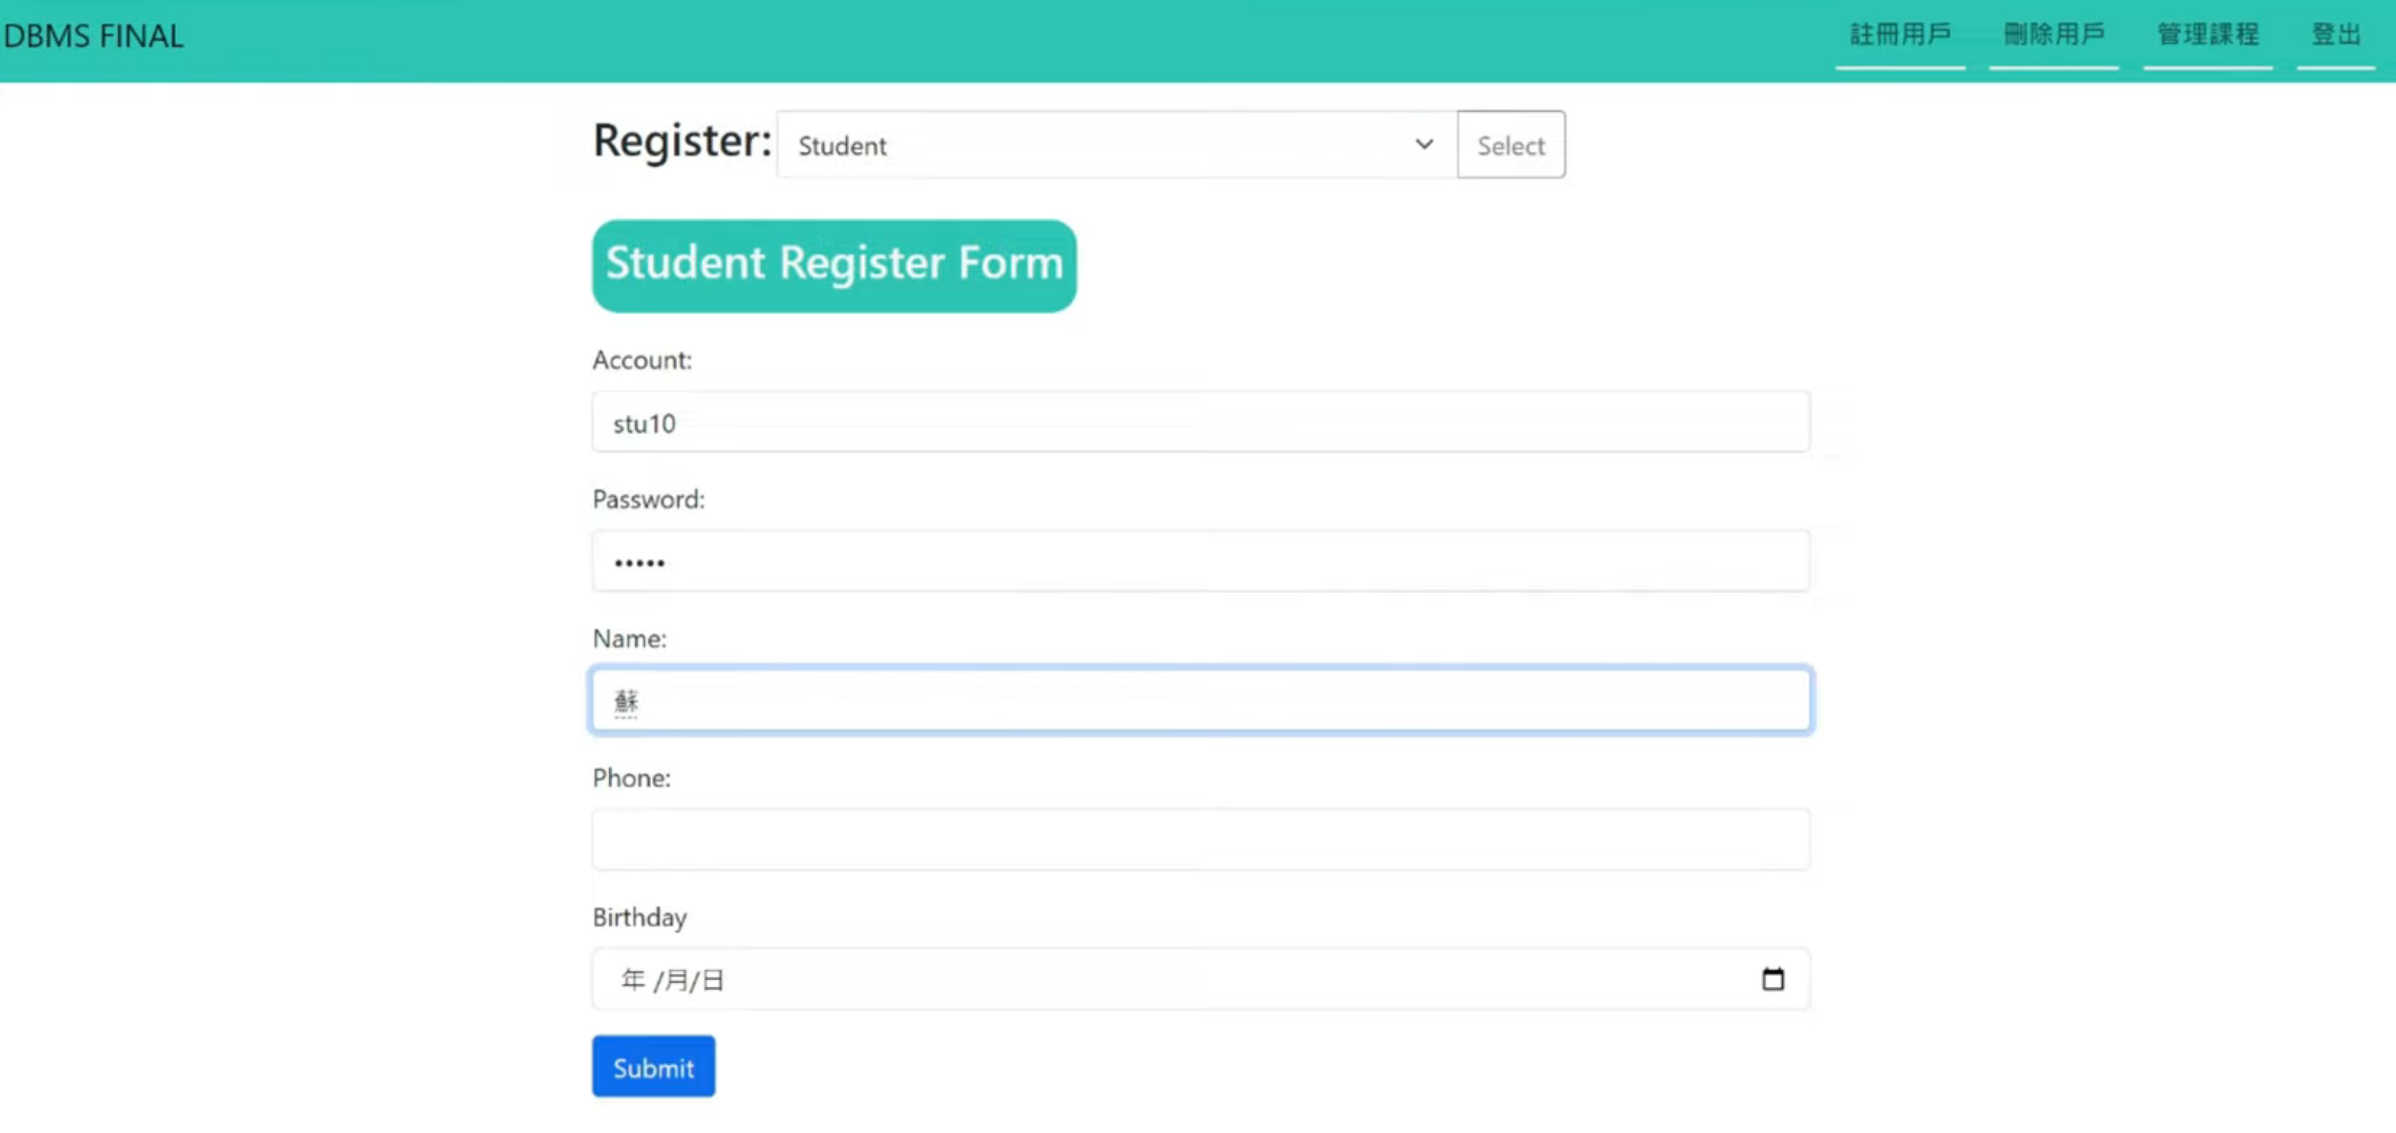 DBMS FINAL
註冊用戶 刪除用戶 管理課程 登出
Register: Student Select
Student Register Form
Account:
stu10
Password:
•••••
Name:
蘇
Phone:
Birthday
年 /月/日
Submit